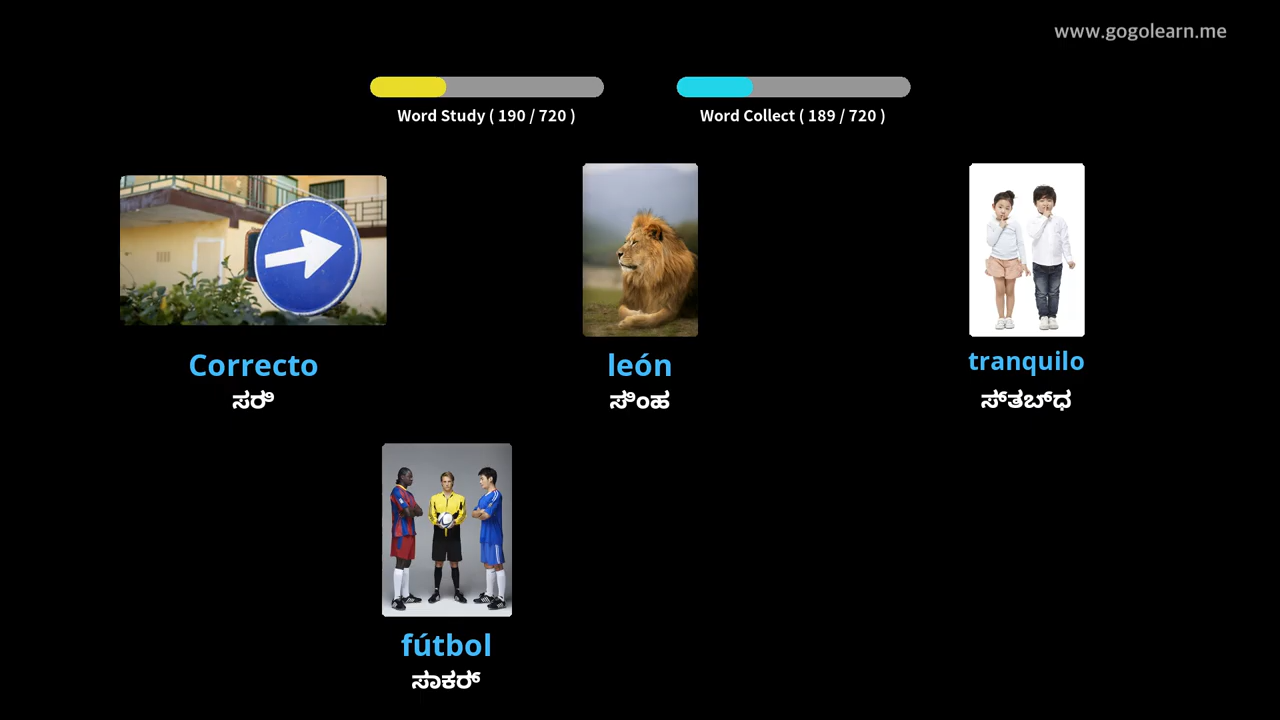 www.gogolearn.me
Word Study ( 190 / 720 )
Word Collect ( 189 / 720 )
Correcto
ಸರಿ
león
ಸಿಂಹ
tranquilo
ಸ್ತಬ್ಧ
fútbol
ಸಾಕರ್